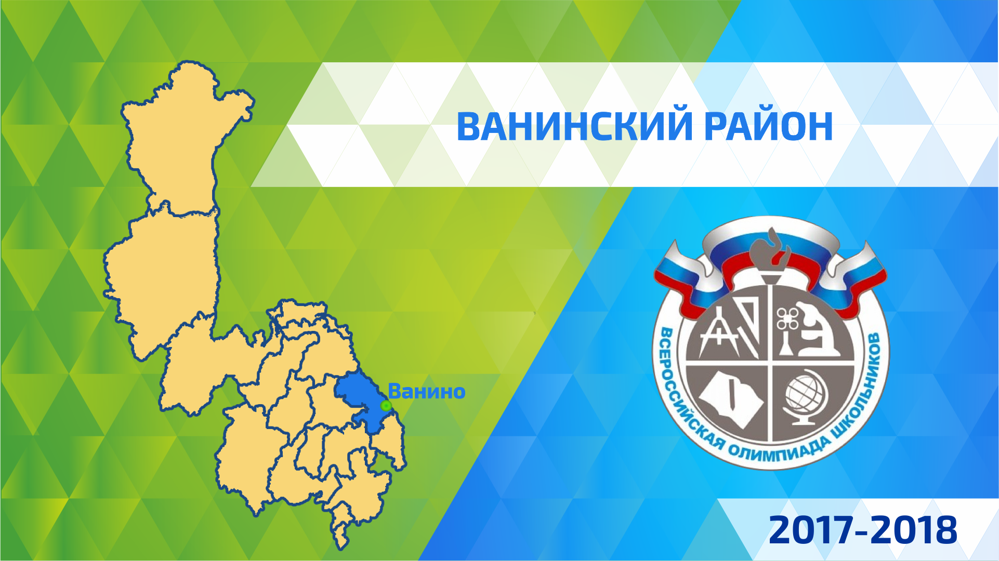 ВАНИНСКИЙ РАЙОН
Ванино
ВСЕРОССИЙСКАЯ ОЛИМПИАДА ШКОЛЬНИКОВ
2017-2018